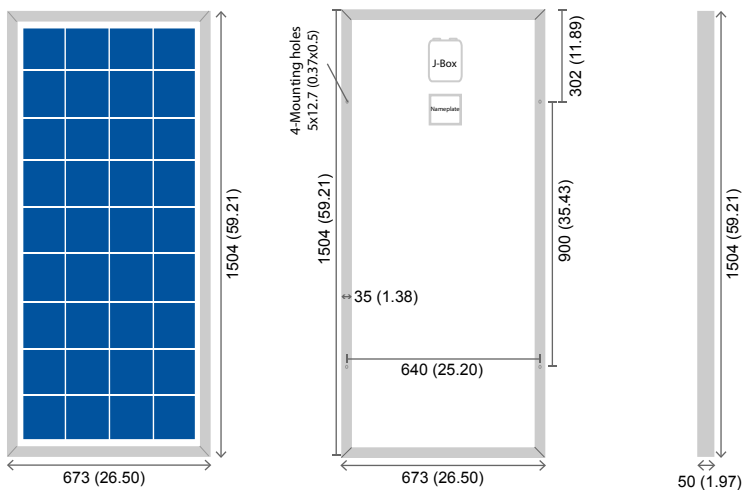 1504 (59.21)
673 (26.50)
4-Mounting holes
5x12.7 (0.37x0.5)
J-Box
Nameplate
302 (11.89)
1504 (59.21)
900 (35.43)
35 (1.38)
640 (25.20)
673 (26.50)
1504 (59.21)
50 (1.97)